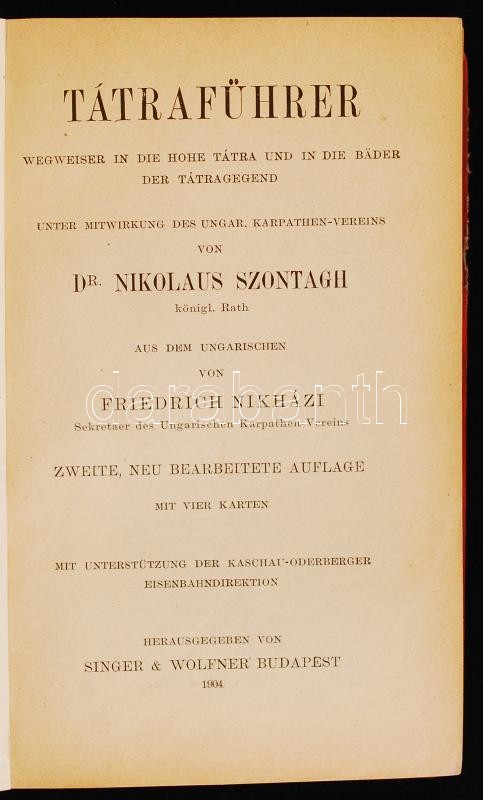 TÁTRAFÜHRER
WEGWEISER IN DIE HOHE TÁTRA UND IN DIE BÄDER
DER TÁTRAGEGEND
UNTER MITWIRKUNG DES UNGAR. KARPATHEN-VEREINS
VON
DR. NIKOLAUS SZONTAGH
königl. Rath
AUS DEM UNGARISCHEN
VON
darabanth
FRIEDRICH NIKHÁZI
Sekretaer des Ungarischen Karpathen-Vereins
ZWEITE, NEU BEARBEITETE AUFLAGE
MIT VIER KARTEN
MIT UNTERSTÜTZUNG DER KASCHAU-ODERBERGER
EISENBAHNDIREKTION
HERAUSGEGEBEN VON
SINGER & WOLFNER BUDAPEST
1904